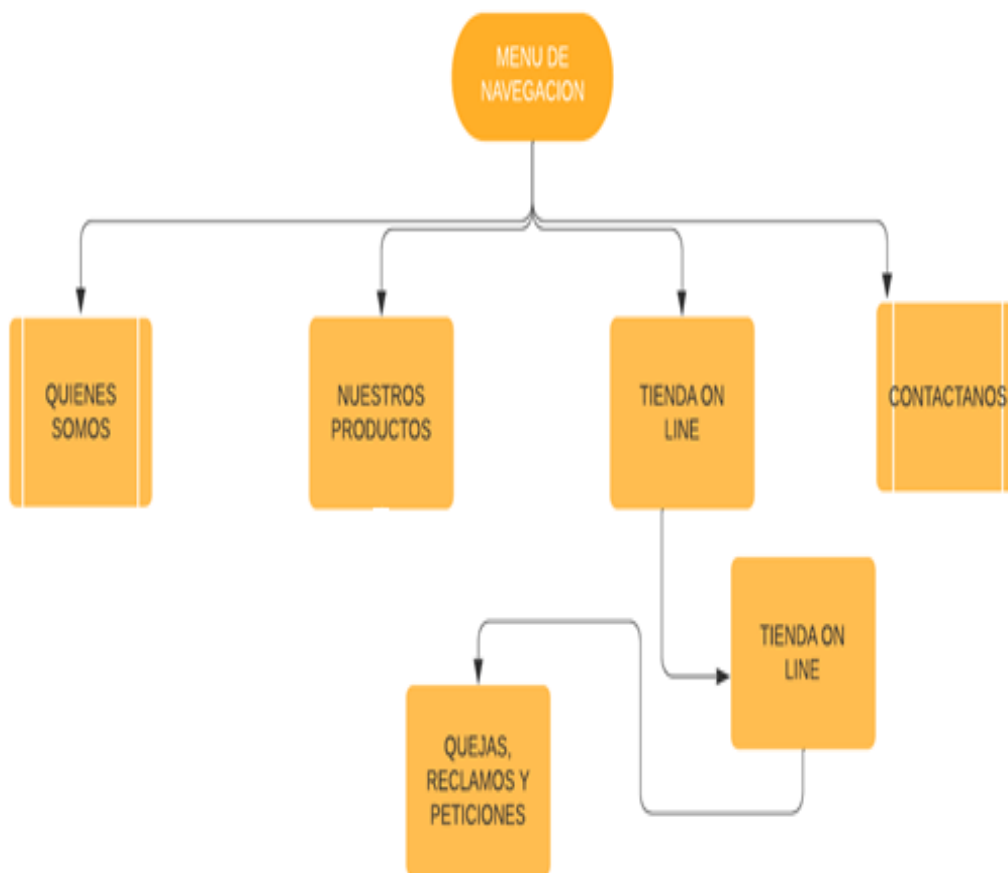 MENU DE
NAVEGACION
QUIENES
SOMOS
NUESTROS
PRODUCTOS
TIENDA ON
LINE
CONTACTANOS
TIENDA ON
LINE
QUEJAS,
RECLAMOS Y
PETICIONES